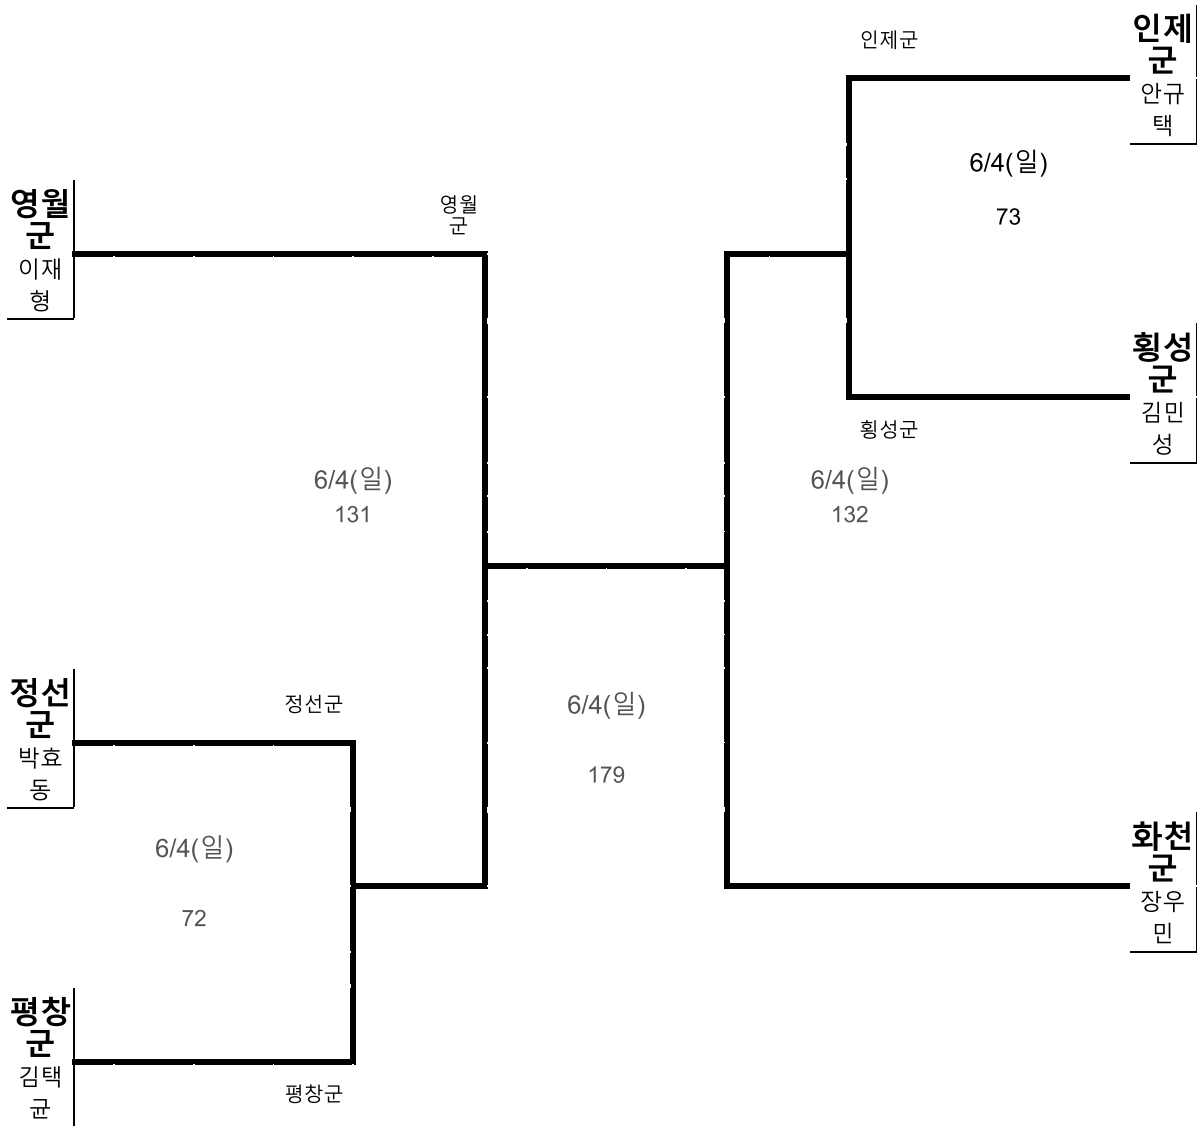 인제군
인제
군
안규
택
6/4(일)
73
영월
군
이재
형
영월
군
횡성
군
김민
성
횡성군
6/4(일)
131
6/4(일)
132
정선
군
박효
동
정선군
6/4(일)
179
6/4(일)
72
화천
군
장우
민
평창
군
김택
균
평창군